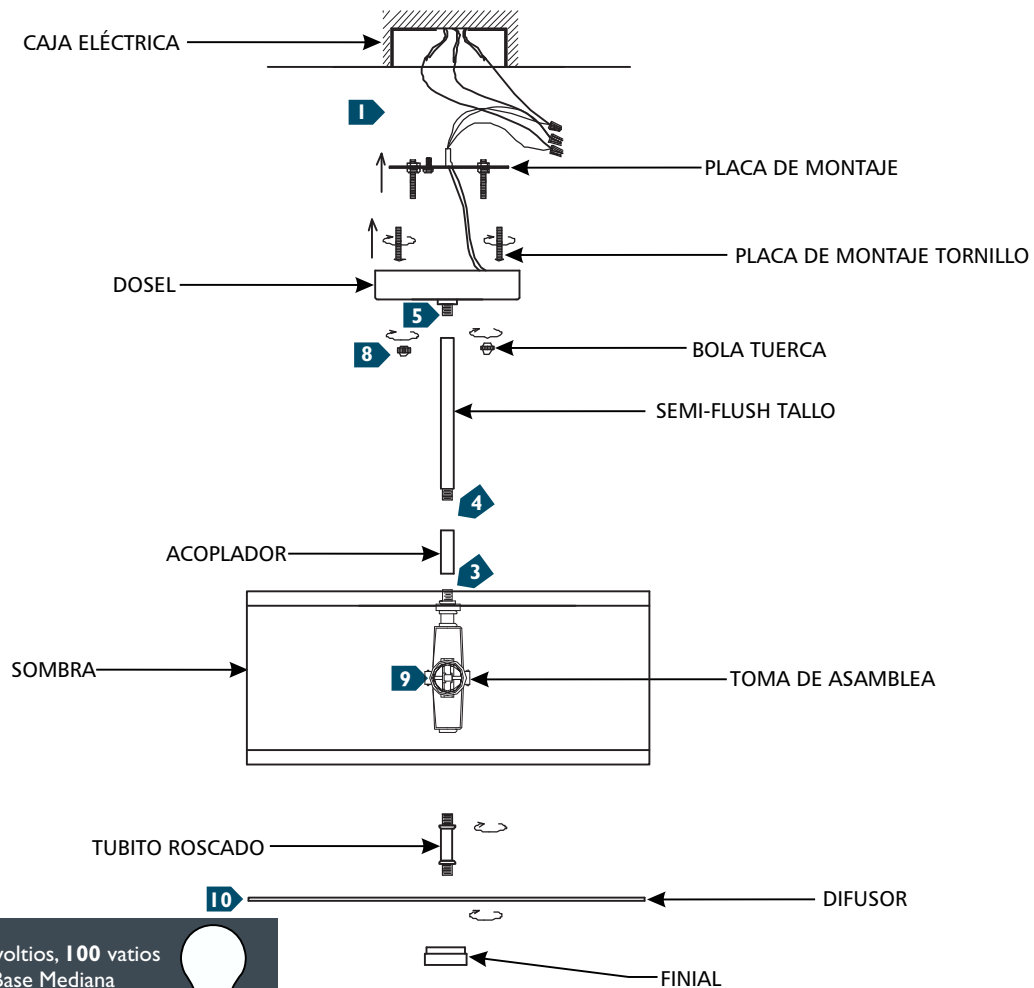 CAJA ELÉCTRICA
1
PLACA DE MONTAJE
PLACA DE MONTAJE TORNILLO
DOSEL
5
8
BOLA TUERCA
SEMI-FLUSH TALLO
4
ACOPLADOR
3
SOMBRA
9
TOMA DE ASAMBLEA
TUBITO ROSCADO
10
DIFUSOR
voltios, 100 vatios
Base Mediana
FINIAL